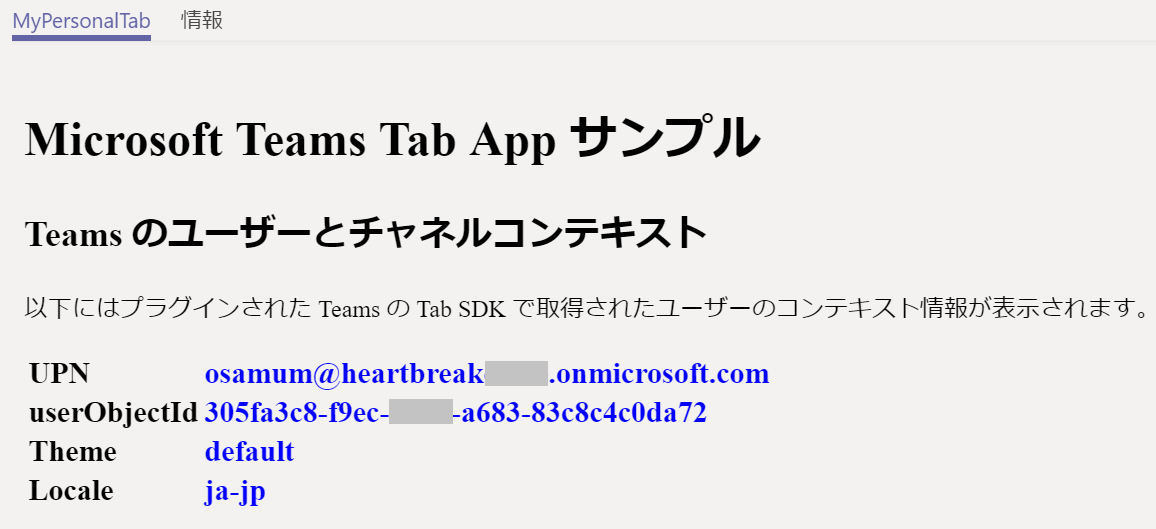 MyPersonalTab 情報
Microsoft Teams Tab App サンプル
Teams のユーザーとチャネルコンテキスト
以下にはプラグインされた Teams の Tab SDK で取得されたユーザーのコンテキスト情報が表示されます。
UPN osamum@heartbreak .onmicrosoft.com
userObjectId 305fa3c8-f9ec- -a683-83c8c4c0da72
Theme default
Locale ja-jp